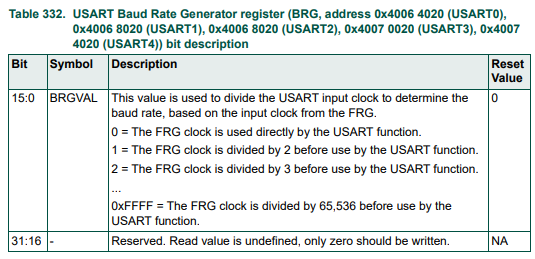 Table 332. USART Baud Rate Generator register (BRG, address 0x4006 4020 (USART0),
0x4006 8020 (USART1), 0x4006 8020 (USART2), 0x4007 0020 (USART3), 0x4007
4020 (USART4)) bit description
Bit Symbol Description Reset
Value
15:0 BRGVAL This value is used to divide the USART input clock to determine the 0
baud rate, based on the input clock from the FRG.
0 = The FRG clock is used directly by the USART function.
1 = The FRG clock is divided by 2 before use by the USART function.
2 = The FRG clock is divided by 3 before use by the USART function.
...
0xFFFF = The FRG clock is divided by 65,536 before use by the
USART function.
31:16 - Reserved. Read value is undefined, only zero should be written. NA